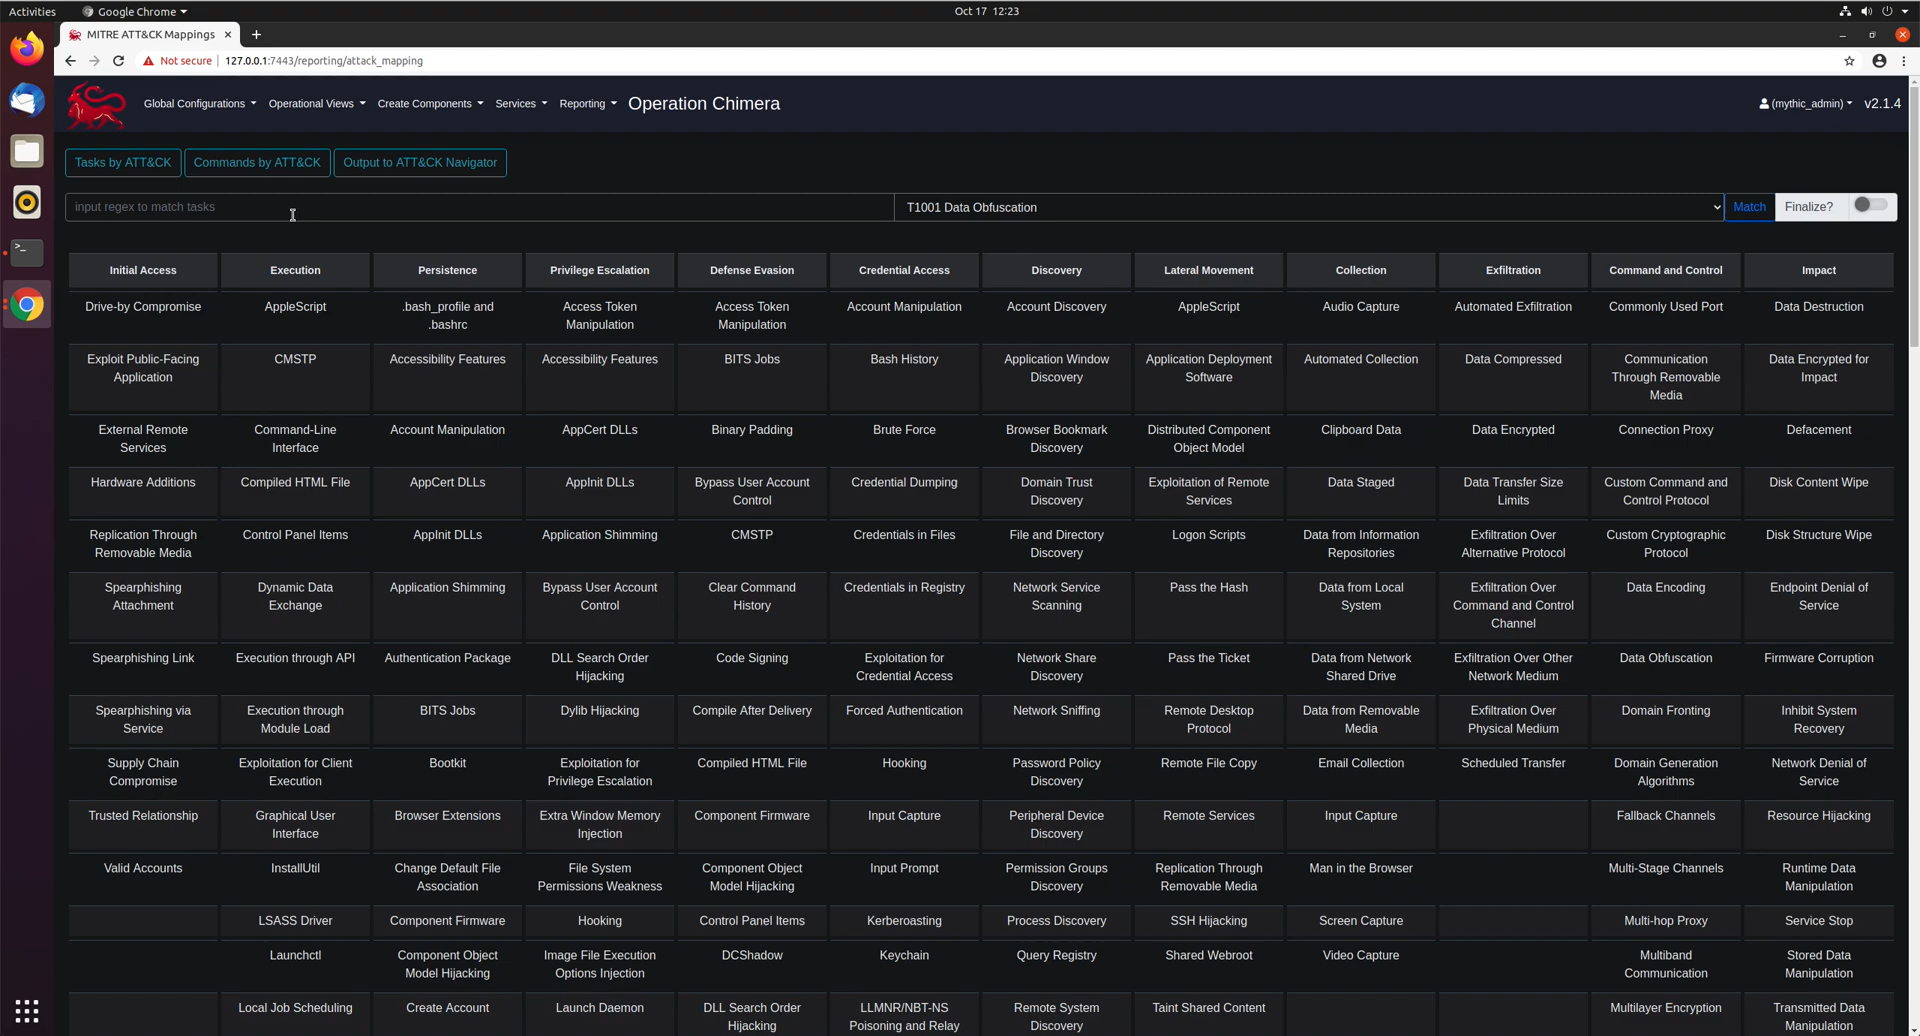 Activities
Google Chrome
Oct 17 12:23
MITRE ATT&CK Mappings
Not secure
127.0.0.1:7443/reporting/attack_mapping
Global Configurations
Operational Views
Create Components
Services
Reporting
Operation Chimera
(mythic_admin)
v2.1.4
Tasks by ATT&CK
Commands by ATT&CK
Output to ATT&CK Navigator
input regex to match tasks
T1001 Data Obfuscation
Match
Finalize?
Initial Access Execution Persistence Privilege Escalation Defense Evasion Credential Access Discovery Lateral Movement Collection Exfiltration Command and Control Impact
Drive-by Compromise
AppleScript
.bash_profile and
.bashrc
Access Token
Manipulation
Access Token
Manipulation
Account Manipulation
Account Discovery
AppleScript
Audio Capture
Automated Exfiltration
Commonly Used Port
Data Destruction
Exploit Public-Facing
Application
CMSTP
Accessibility Features
Accessibility Features
BITS Jobs
Bash History
Application Window
Discovery
Application Deployment
Software
Automated Collection
Data Compressed
Communication
Through Removable
Media
Data Encrypted for
Impact
External Remote
Services
Command-Line
Interface
Account Manipulation
AppCert DLLs
Binary Padding
Brute Force
Browser Bookmark
Discovery
Distributed Component
Object Model
Clipboard Data
Data Encrypted
Connection Proxy
Defacement
Hardware Additions
Compiled HTML File
AppCert DLLs
AppInit DLLs
Bypass User Account
Control
Credential Dumping
Domain Trust
Discovery
Exploitation of Remote
Services
Data Staged
Data Transfer Size
Limits
Custom Command and
Control Protocol
Disk Content Wipe
Replication Through
Removable Media
Control Panel Items
AppInit DLLs
Application Shimming
CMSTP
Credentials in Files
File and Directory
Discovery
Logon Scripts
Data from Information
Repositories
Exfiltration Over
Alternative Protocol
Custom Cryptographic
Protocol
Disk Structure Wipe
Spearphishing
Attachment
Dynamic Data
Exchange
Application Shimming
Bypass User Account
Control
Clear Command
History
Credentials in Registry
Network Service
Scanning
Pass the Hash
Data from Local
System
Exfiltration Over
Command and Control
Channel
Data Encoding
Endpoint Denial of
Service
Spearphishing Link
Execution through API
Authentication Package
DLL Search Order
Hijacking
Code Signing
Exploitation for
Credential Access
Network Share
Discovery
Pass the Ticket
Data from Network
Shared Drive
Exfiltration Over Other
Network Medium
Data Obfuscation
Firmware Corruption
Spearphishing via
Service
Execution through
Module Load
BITS Jobs
Dylib Hijacking
Compile After Delivery
Forced Authentication
Network Sniffing
Remote Desktop
Protocol
Data from Removable
Media
Exfiltration Over
Physical Medium
Domain Fronting
Inhibit System
Recovery
Supply Chain
Compromise
Exploitation for Client
Execution
Bootkit
Exploitation for
Privilege Escalation
Compiled HTML File
Hooking
Password Policy
Discovery
Remote File Copy
Email Collection
Scheduled Transfer
Domain Generation
Algorithms
Network Denial of
Service
Trusted Relationship
Graphical User
Interface
Browser Extensions
Extra Window Memory
Injection
Component Firmware
Input Capture
Peripheral Device
Discovery
Remote Services
Input Capture
Fallback Channels
Resource Hijacking
Valid Accounts
InstallUtil
Change Default File
Association
File System
Permissions Weakness
Component Object
Model Hijacking
Input Prompt
Permission Groups
Discovery
Replication Through
Removable Media
Man in the Browser
Multi-Stage Channels
Runtime Data
Manipulation
LSASS Driver
Component Firmware
Hooking
Control Panel Items
Kerberoasting
Process Discovery
SSH Hijacking
Screen Capture
Multi-hop Proxy
Service Stop
Launchctl
Component Object
Model Hijacking
Image File Execution
Options Injection
DCShadow
Keychain
Query Registry
Shared Webroot
Video Capture
Multiband
Communication
Stored Data
Manipulation
Local Job Scheduling
Create Account
Launch Daemon
DLL Search Order
Hijacking
LLMNR/NBT-NS
Poisoning and Relay
Remote System
Discovery
Taint Shared Content
Multilayer Encryption
Transmitted Data
Manipulation